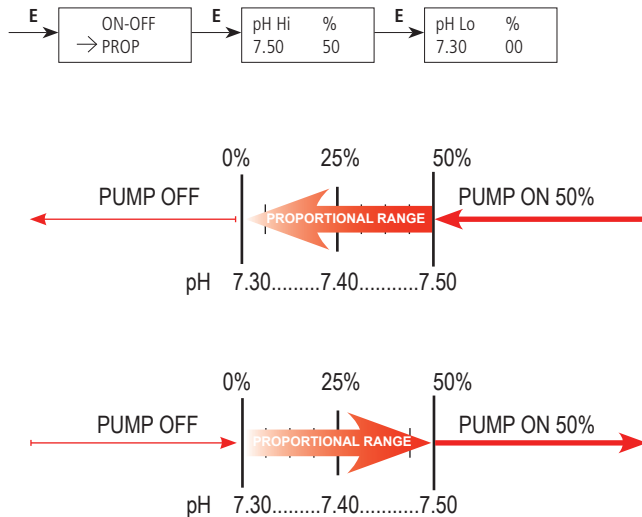 E ON-OFF E pH Hi % E pH Lo %
→ PROP 7.50 50 7.30 00
0% 25% 50%
PUMP OFF PUMP ON 50%
PROPORTIONAL RANGE
pH 7.30.........7.40...........7.50
0% 25% 50%
PUMP OFF PUMP ON 50%
PROPORTIONAL RANGE
pH 7.30.........7.40...........7.50